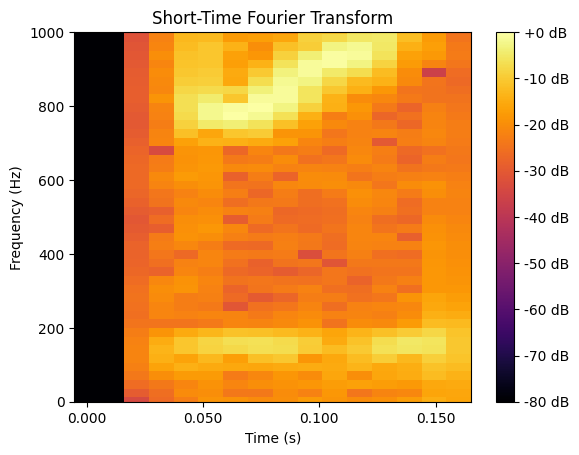 Short-Time Fourier Transform
1000
800
600
400
200
0
Frequency (Hz)
0.000
0.050
0.100
0.150
Time (s)
+0 dB
-10 dB
-20 dB
-30 dB
-40 dB
-50 dB
-60 dB
-70 dB
-80 dB